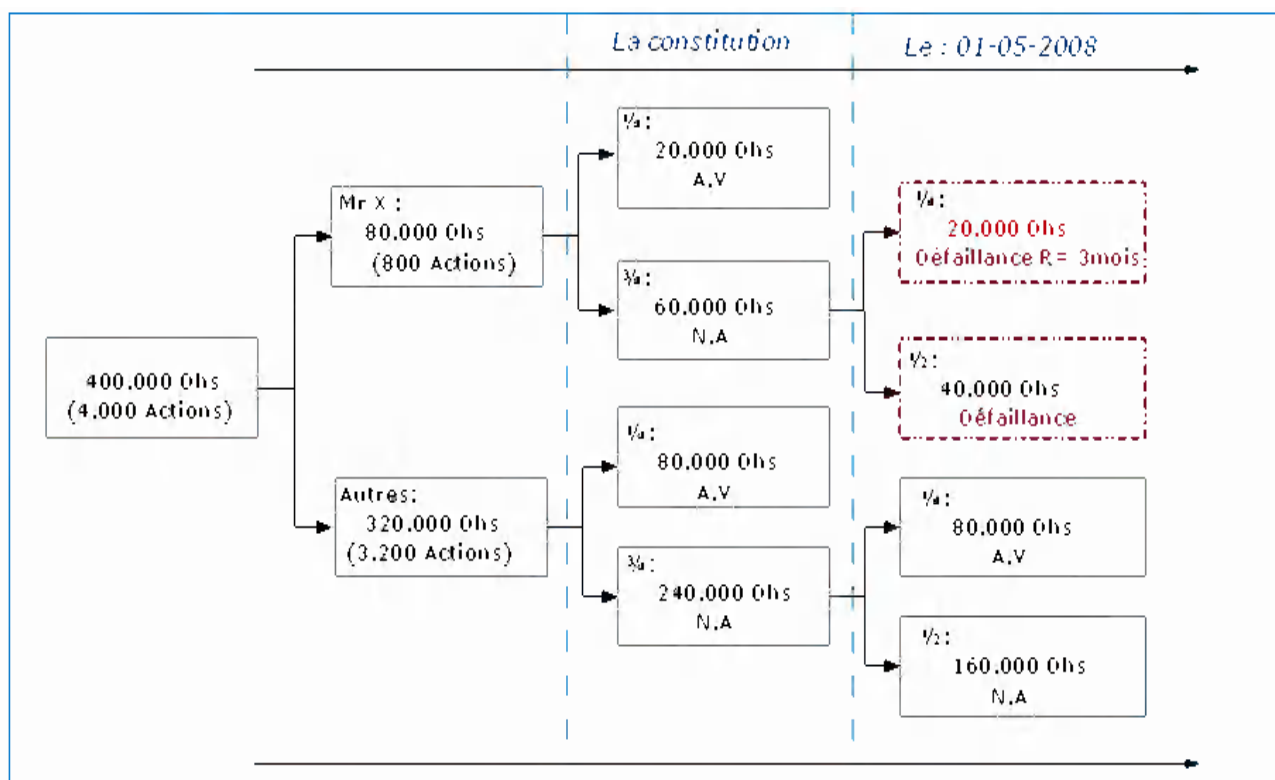 La constitution
Le : 01-05-2008
400.000 Dhs
(4.000 Actions)
Mr X :
80.000 Dhs
(800 Actions)
Autres:
320.000 Dhs
(3.200 Actions)
¼ :
20.000 Dhs
A.V
¾ :
60.000 Dhs
N.A
¼ :
80.000 Dhs
A.V
¾ :
240.000 Dhs
N.A
¼ :
20.000 Dhs
Défaillance R = 3mois
½ :
40.000 Dhs
Défaillance
¼ :
80.000 Dhs
A.V
½ :
160.000 Dhs
N.A